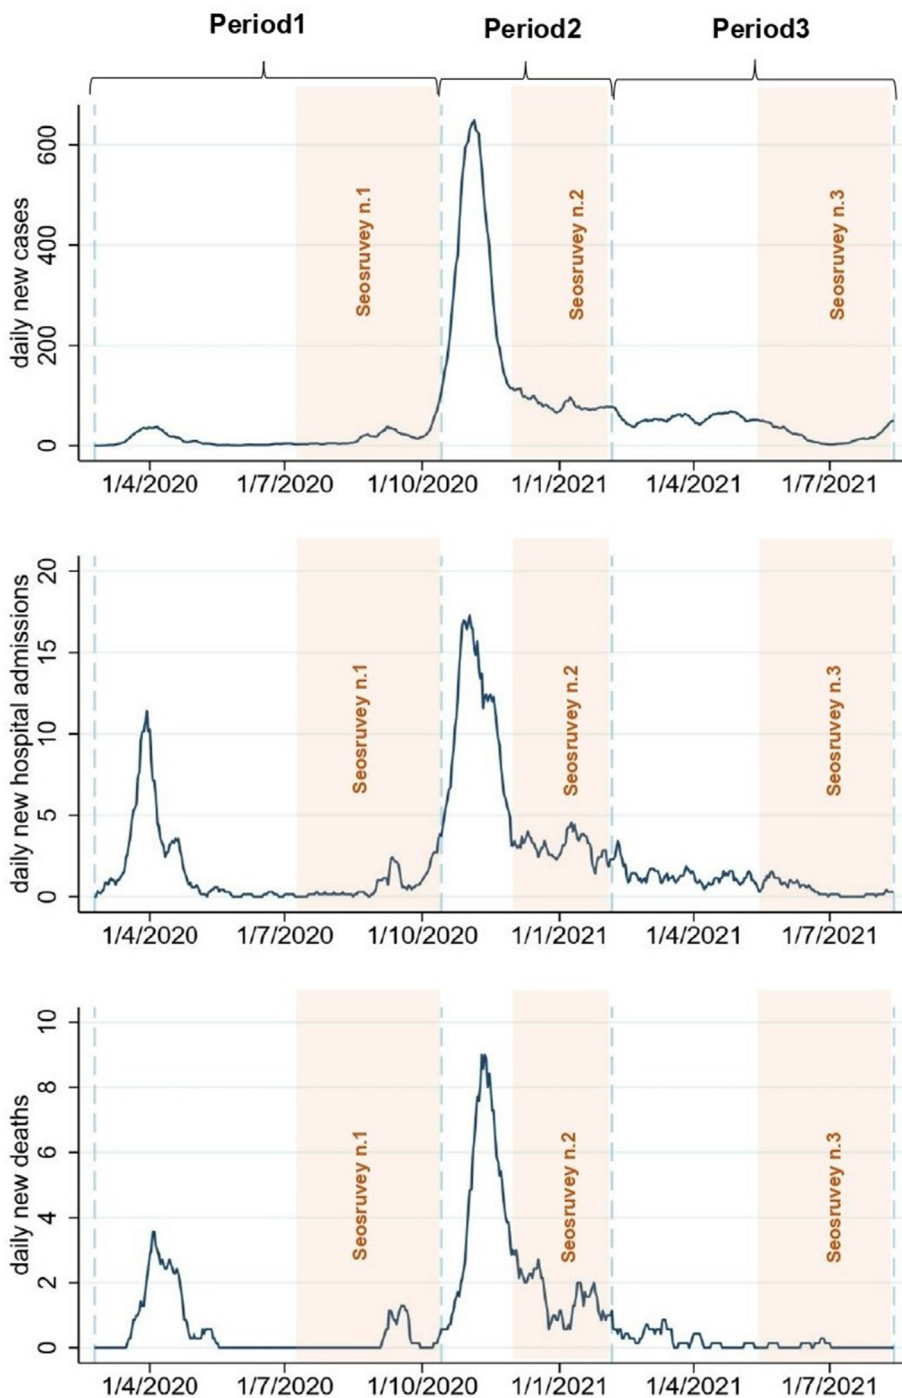 Period1 Period2 Period3
daily new cases
600
400
200
0
Seosruvey n.1
Seosruvey n.2
Seosruvey n.3
1/4/2020 1/7/2020 1/10/2020 1/1/2021 1/4/2021 1/7/2021
daily new hospital admissions
20
15
10
5
0
Seosruvey n.1
Seosruvey n.2
Seosruvey n.3
1/4/2020 1/7/2020 1/10/2020 1/1/2021 1/4/2021 1/7/2021
daily new deaths
10
8
6
4
2
0
Seosruvey n.1
Seosruvey n.2
Seosruvey n.3
1/4/2020 1/7/2020 1/10/2020 1/1/2021 1/4/2021 1/7/2021